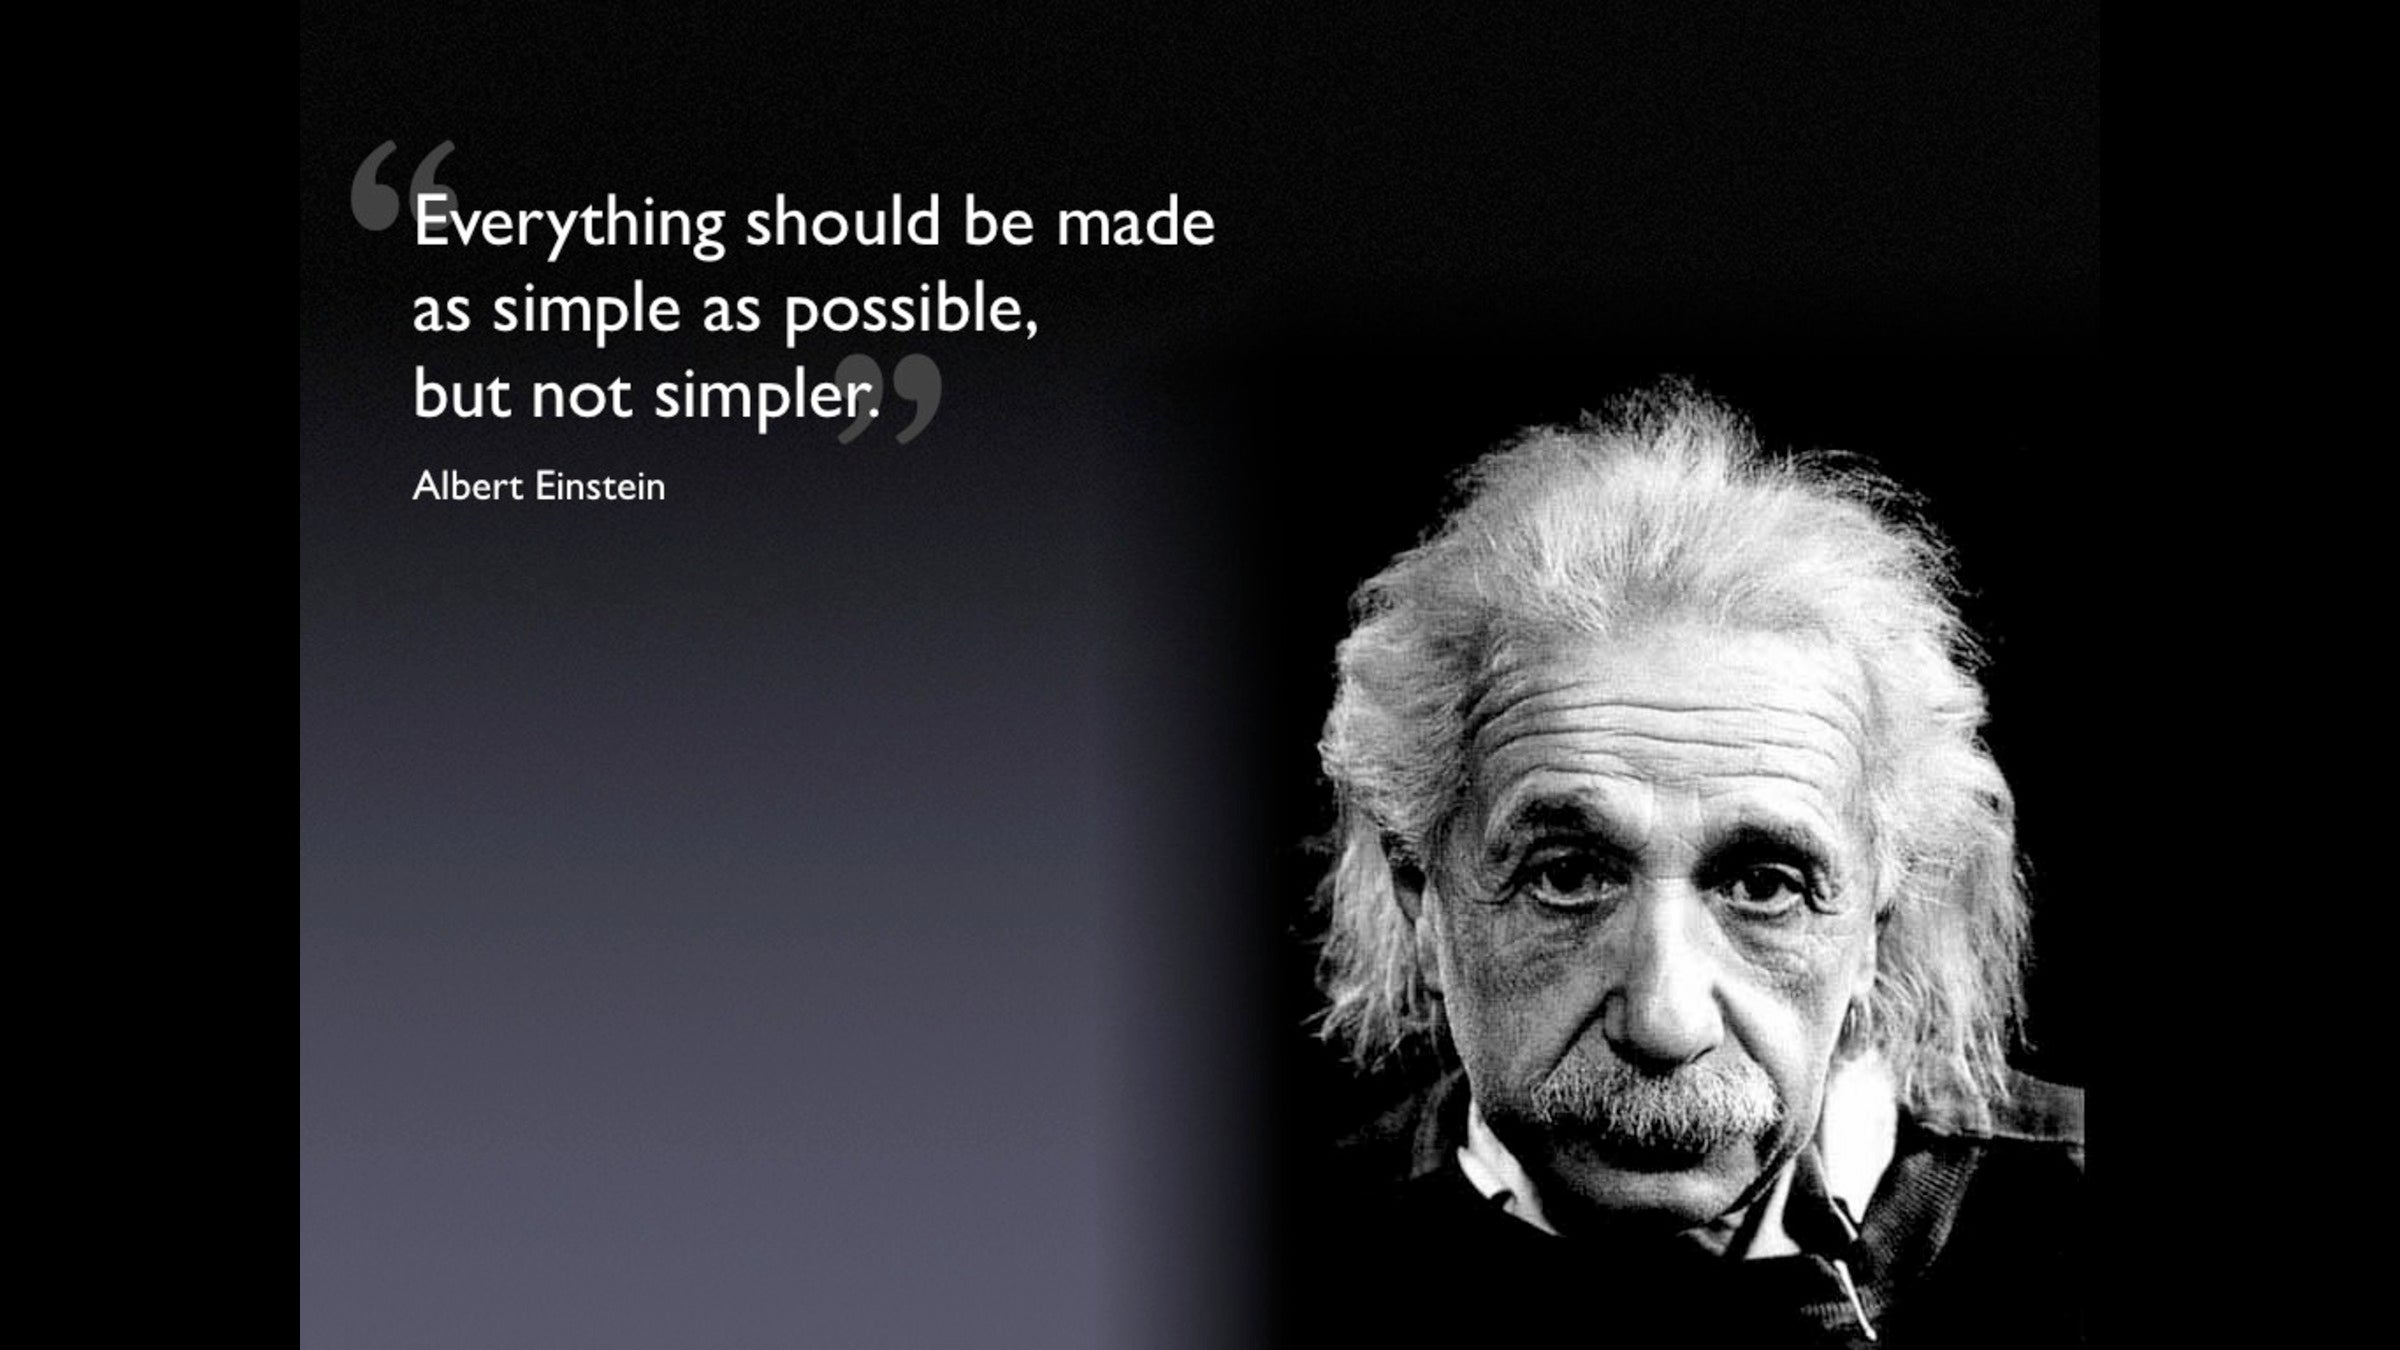 “Everything should be made
as simple as possible,
but not simpler.”
Albert Einstein